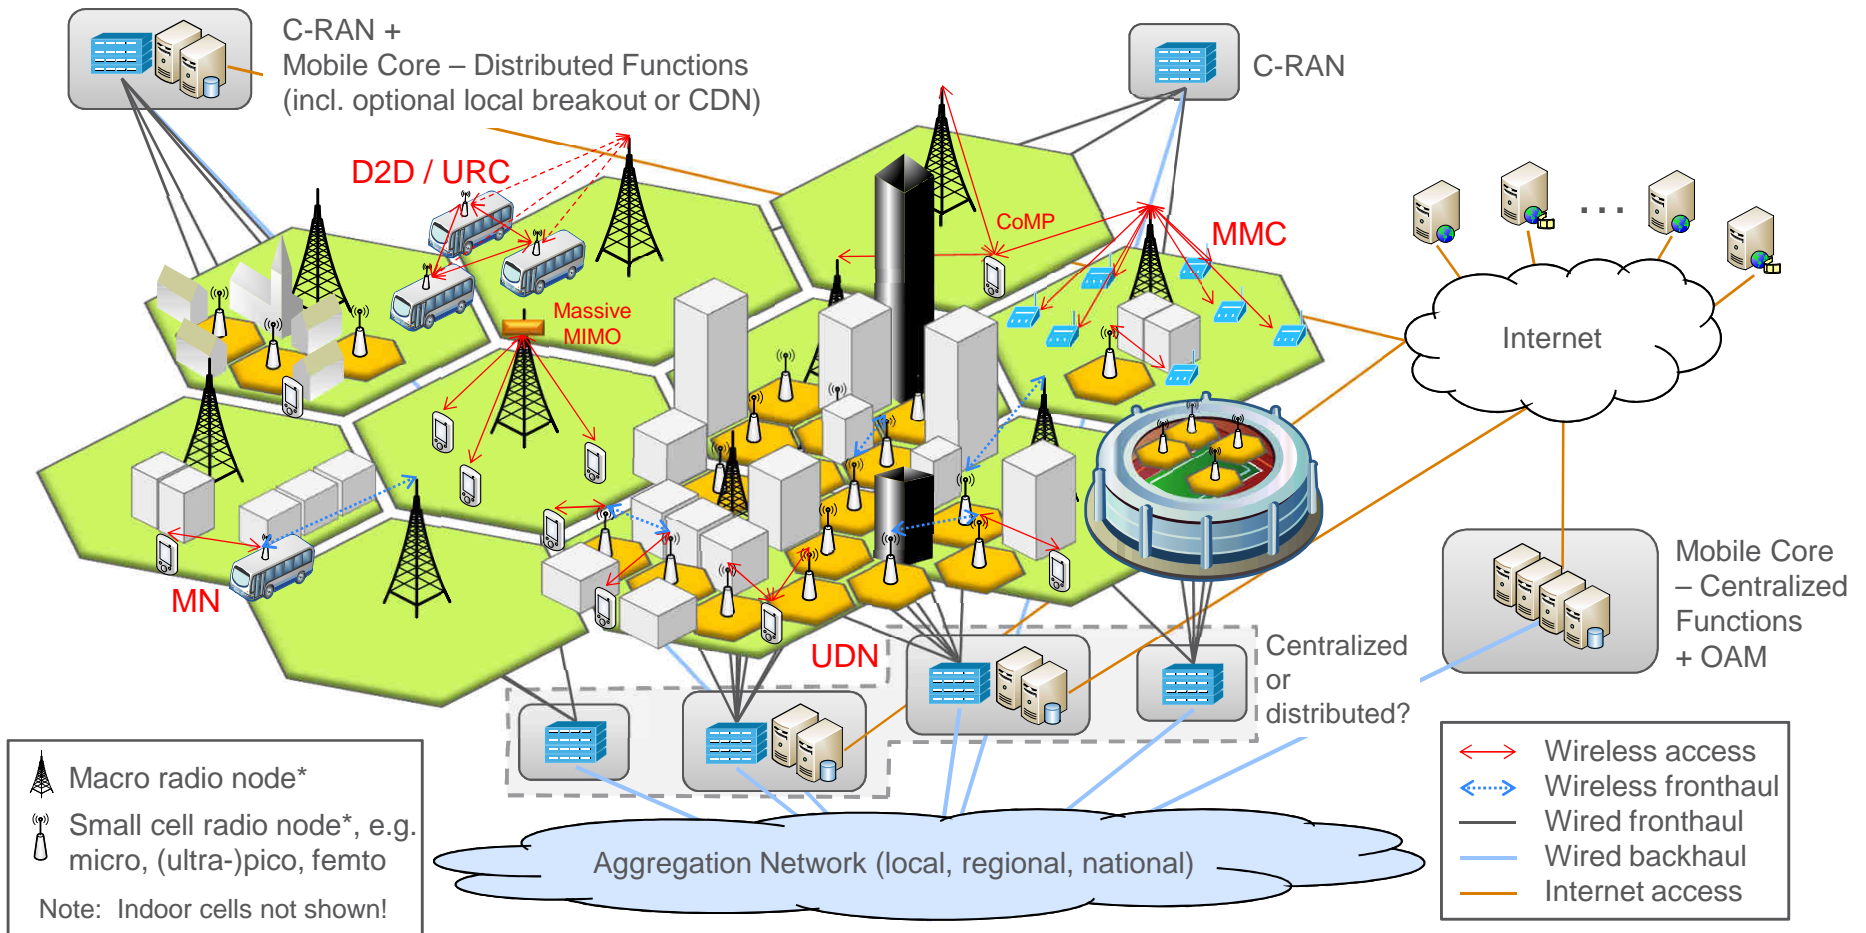 C-RAN +
Mobile Core – Distributed Functions
(incl. optional local breakout or CDN)
C-RAN
D2D / URC
CoMP
MMC
Massive
MIMO
...
Internet
MN
UDN
Mobile Core
– Centralized
Functions
+ OAM
Centralized
or
distributed?
Macro radio node*
Small cell radio node*, e.g.
micro, (ultra-)pico, femto
Note: Indoor cells not shown!
Aggregation Network (local, regional, national)
Wireless access
Wireless fronthaul
Wired fronthaul
Wired backhaul
Internet access